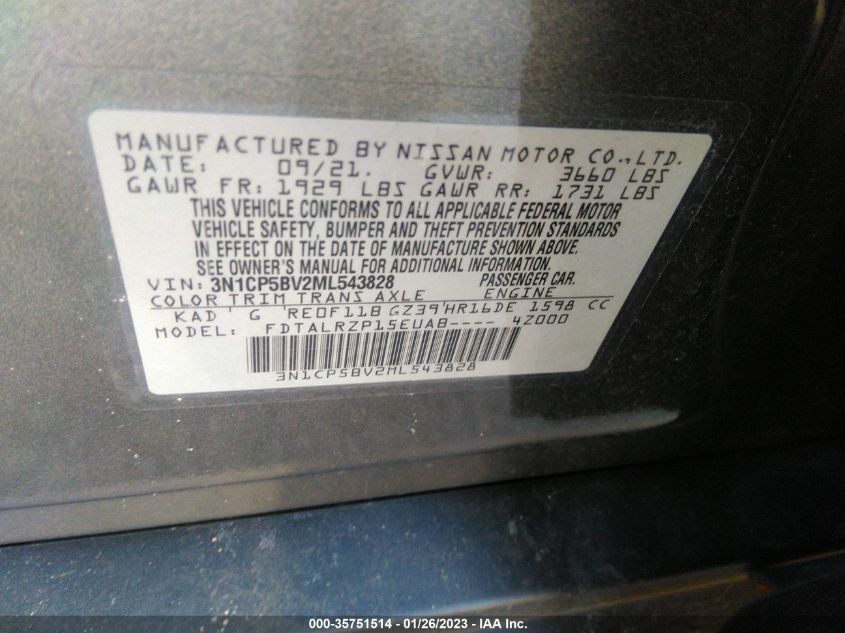 MANUFACTURED BY NISSAN MOTOR CO., LTD.
DATE: 09/21. GVWR: 3660 LBS
GAWR FR: 1929 LBS GAWR RR: 1731 LBS
THIS VEHICLE CONFORMS TO ALL APPLICABLE FEDERAL MOTOR
VEHICLE SAFETY, BUMPER AND THEFT PREVENTION STANDARDS
IN EFFECT ON THE DATE OF MANUFACTURE SHOWN ABOVE.
SEE OWNER'S MANUAL FOR ADDITIONAL INFORMATION.
VIN: 3N1CP5BV2ML543828 PASSENGER CAR.
COLOR TRIM TRANS AXLE ENGINE
KAD' G 'RE0F11B GZ39'HR16DE 1598 CC
MODEL: FDTALRZP15EUAB---- 4Z000
3N1CP5BV2ML543828
000-35751514 / 01/26/2023 - © IAA Inc.